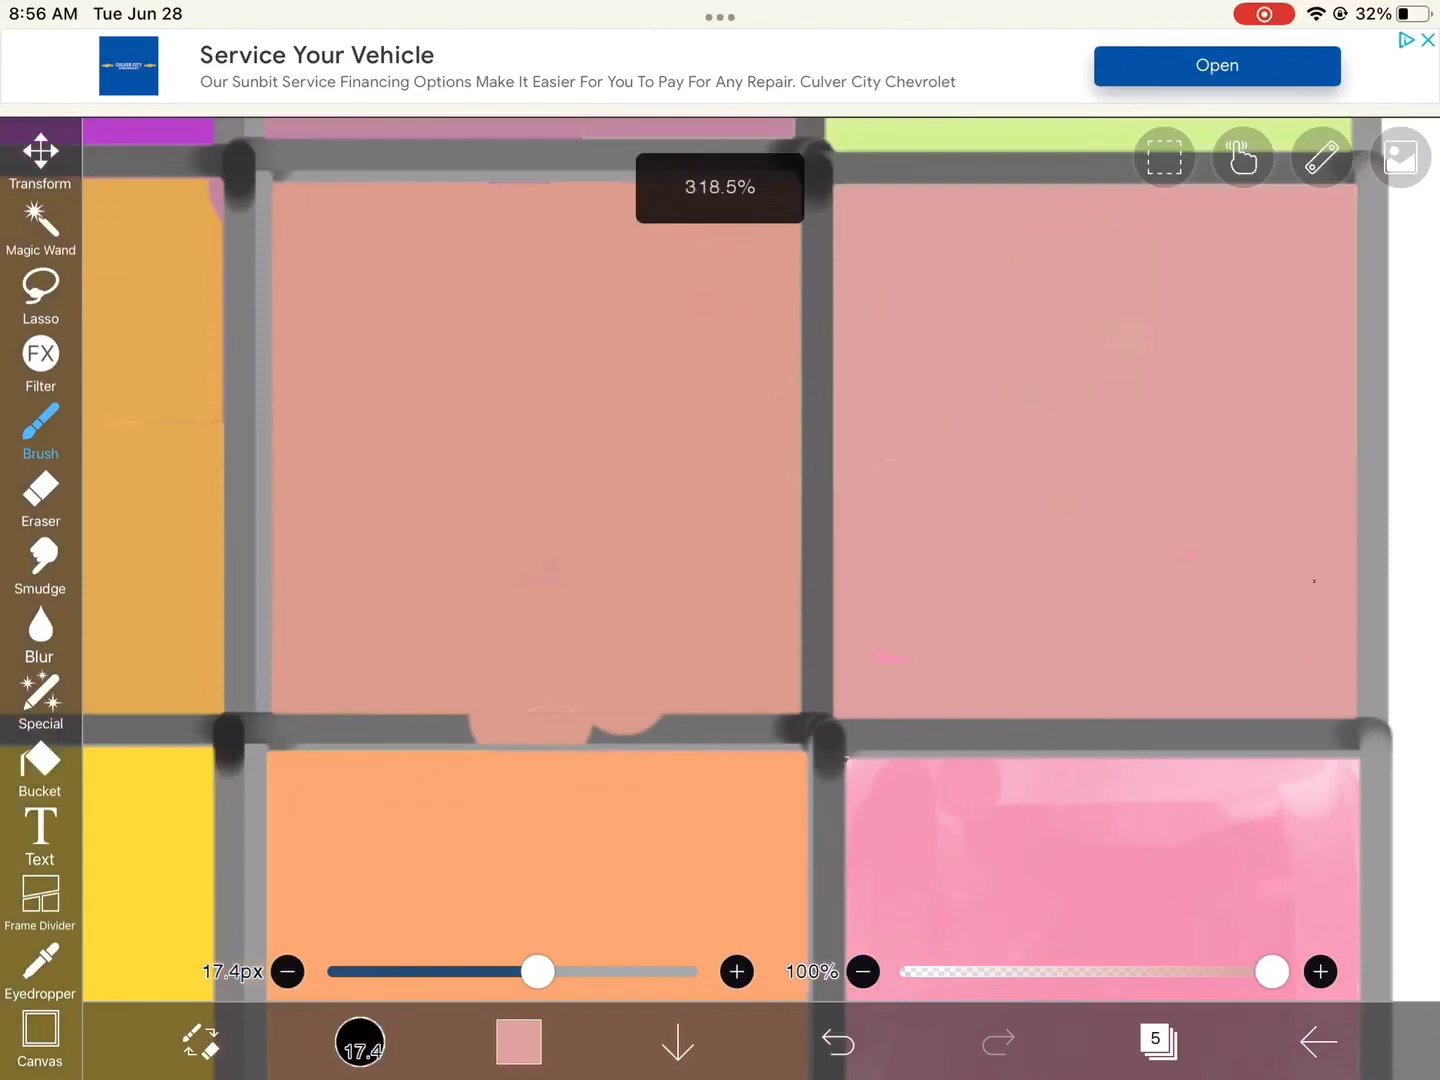 8:56 AM Tue Jun 28
32%
CULVER CITY
Service Your Vehicle
Our Sunbit Service Financing Options Make It Easier For You To Pay For Any Repair. Culver City Chevrolet
Open
318.5%
Transform
Magic Wand
Lasso
FX
Filter
Brush
Eraser
Smudge
Blur
Special
Bucket
T
Text
Frame Divider
Eyedropper
Canvas
17.4px
100%
17.4
5